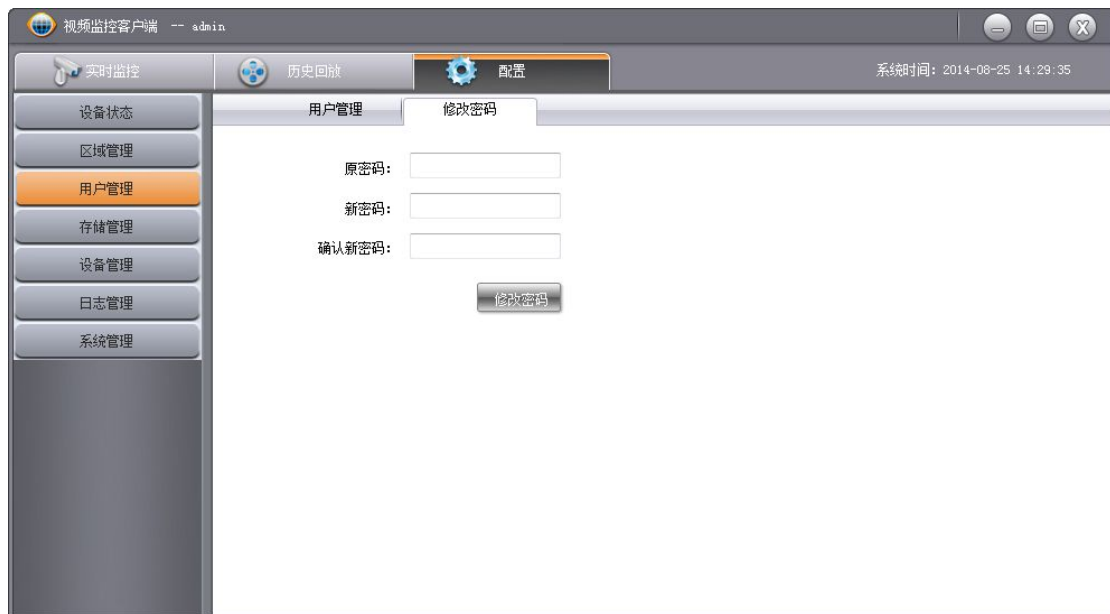 视频监控客户端 -- admin
实时监控 历史回放 配置 系统时间：2014-08-25 14:29:35
设备状态
区域管理
用户管理
存储管理
设备管理
日志管理
系统管理
用户管理 修改密码
原密码：
新密码：
确认新密码：
修改密码